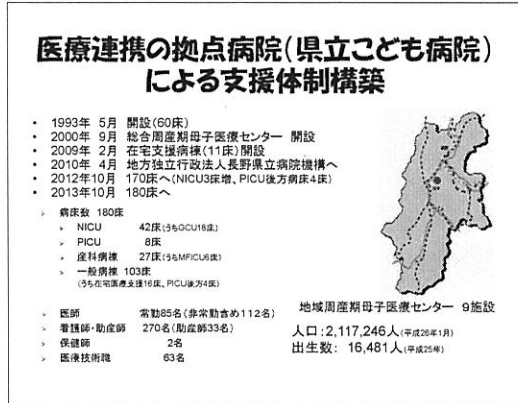 医療連携の拠点病院(県立こども病院)
による支援体制構築
• 1993年 5月 開設(60床)
• 2000年 9月 総合周産期母子医療センター 開設
• 2009年 2月 在宅支援病棟(11床)開設
• 2010年 4月 地方独立行政法人長野県立病院機構へ
• 2012年10月 170床へ(NICU3床増、PICU後方病床4床)
• 2013年10月 180床へ
➢ 病床数 180床
➢ NICU 42床(うちGCU18床)
➢ PICU 8床
➢ 産科病棟 27床(うちMFICU6床)
➢ 一般病棟 103床
(うち在宅医療支援16床、PICU後方4床)
➢ 医師 常勤85名(非常勤含め112名)
➢ 看護師・助産師 270名(助産師33名)
➢ 保健師 2名
➢ 医療技術職 63名
地域周産期母子医療センター 9施設
人口:2,117,246人(平成26年1月)
出生数: 16,481人(平成25年)